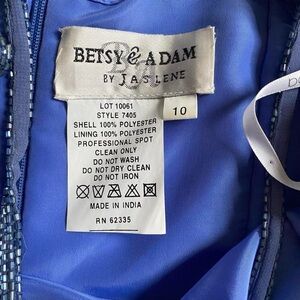 BETSY & ADAM
BY JASLENE
10
LOT 10061
STYLE 7405
SHELL 100% POLYESTER
LINING 100% POLYESTER
PROFESSIONAL SPOT
CLEAN ONLY
DO NOT WASH
DO NOT DRY CLEAN
DO NOT IRON
MADE IN INDIA
RN 62335